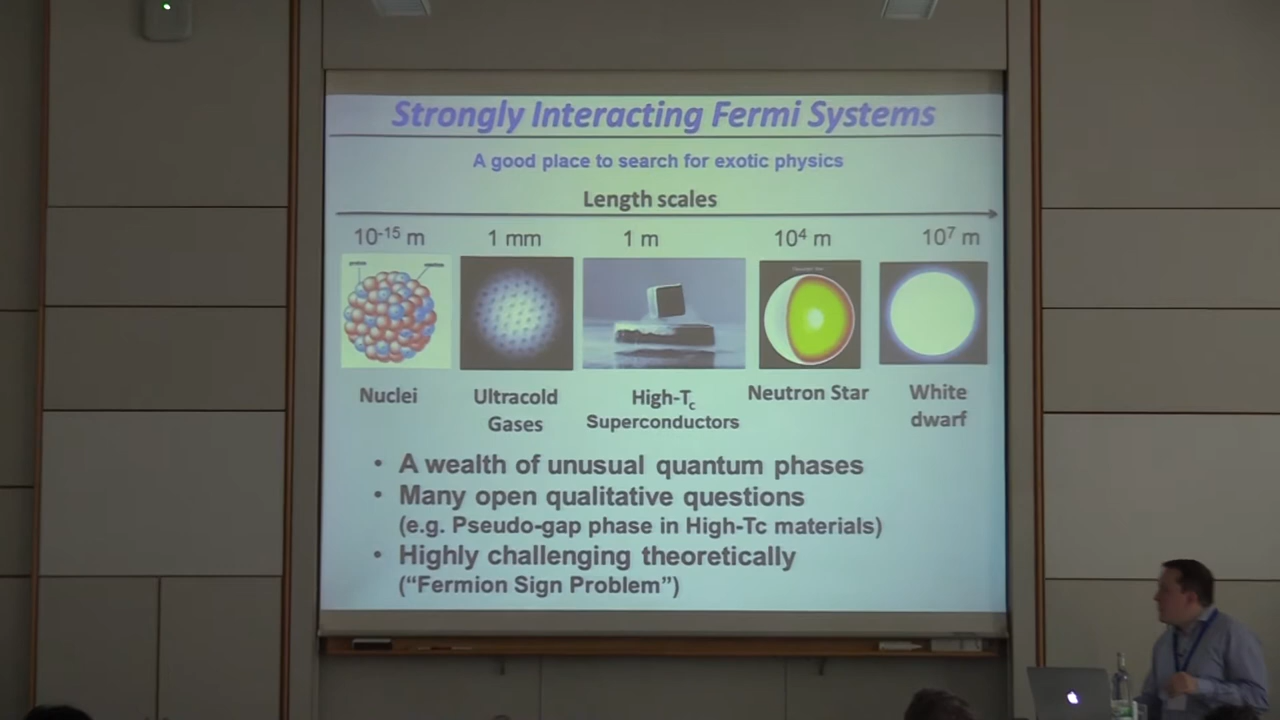 Strongly Interacting Fermi Systems
A good place to search for exotic physics
Length scales
10⁻¹⁵ m 1 mm 1 m 10⁴ m 10⁷ m
Nuclei Ultracold Gases High-Tc Superconductors Neutron Star White dwarf
• A wealth of unusual quantum phases
• Many open qualitative questions
(e.g. Pseudo-gap phase in High-Tc materials)
• Highly challenging theoretically
(“Fermion Sign Problem”)